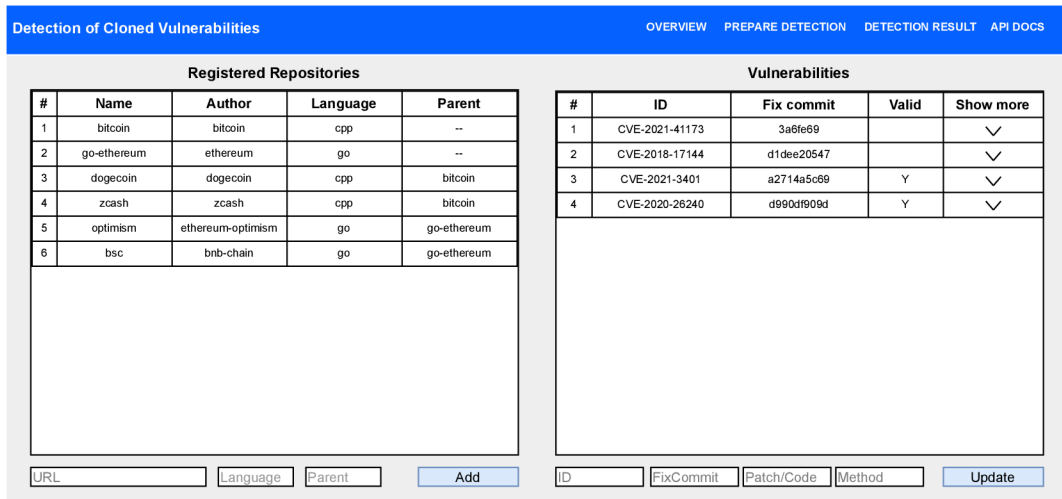 Detection of Cloned Vulnerabilities OVERVIEW PREPARE DETECTION DETECTION RESULT API DOCS
Registered Repositories
# Name Author Language Parent
1 bitcoin bitcoin cpp --
2 go-ethereum ethereum go --
3 dogecoin dogecoin cpp bitcoin
4 zcash zcash cpp bitcoin
5 optimism ethereum-optimism go go-ethereum
6 bsc bnb-chain go go-ethereum
URL Language Parent Add
Vulnerabilities
# ID Fix commit Valid Show more
1 CVE-2021-41173 3a6fe69
2 CVE-2018-17144 d1dee20547
3 CVE-2021-3401 a2714a5c69 Y
4 CVE-2020-26240 d990df909d Y
ID FixCommit Patch/Code Method Update